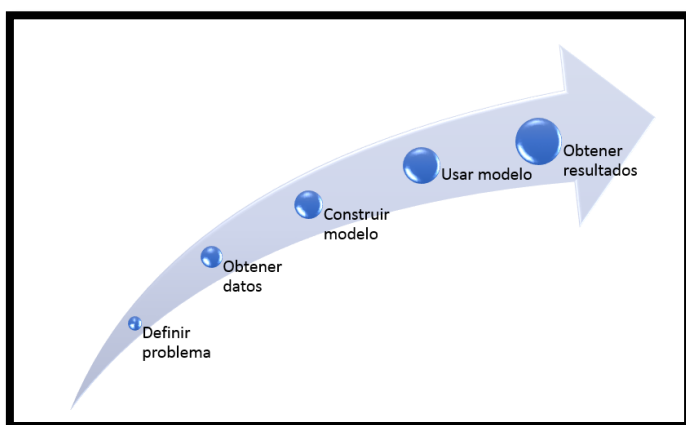 Definir
problema
Obtener
datos
Construir
modelo
Usar modelo
Obtener
resultados